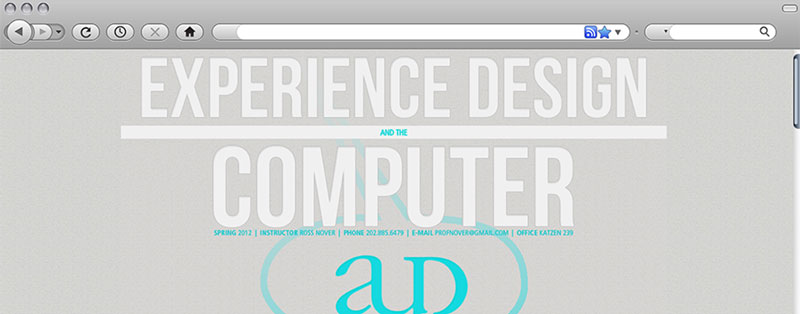 EXPERIENCE DESIGN
AND THE
COMPUTER
SPRING 2012 | INSTRUCTOR ROSS NOVER | PHONE 202.895.6479 | E-MAIL PROFNOVER@GMAIL.COM | OFFICE KATZEN 239
au